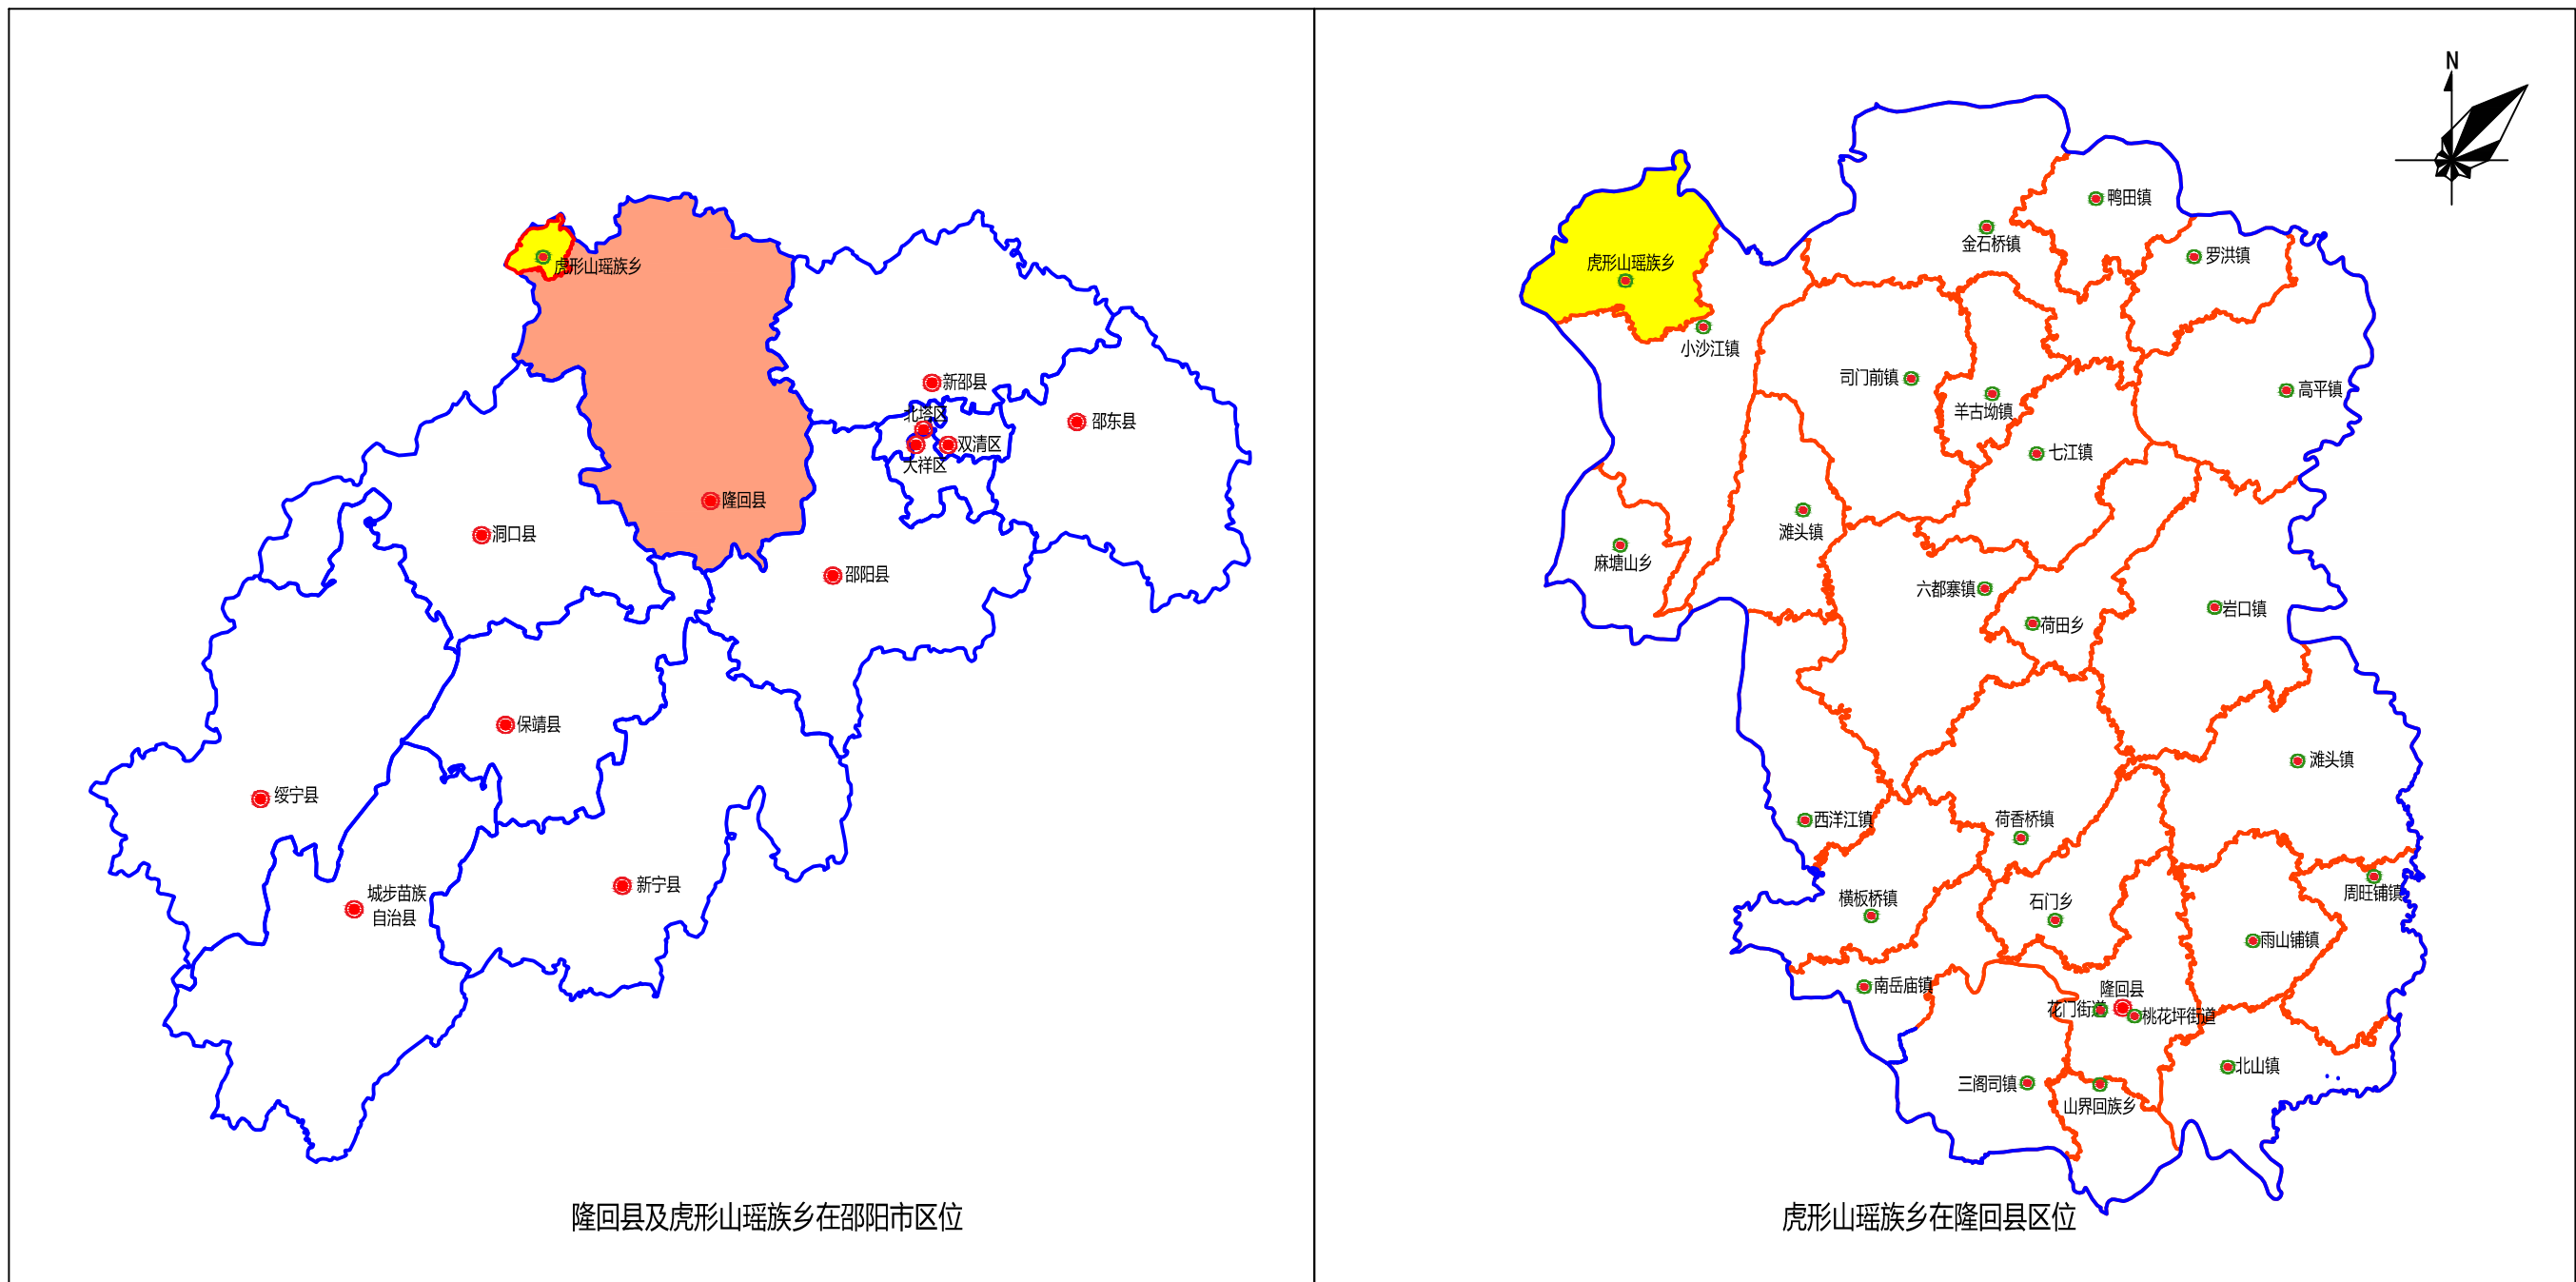 虎形山瑶族乡
新邵县
北塔区
邵东县
双清区
大祥区
隆回县
洞口县
邵阳县
保靖县
绥宁县
新宁县
城步苗族
自治县
隆回县及虎形山瑶族乡在邵阳市区位
N
鸭田镇
金石桥镇
罗洪镇
虎形山瑶族乡
小沙江镇
司门前镇
高平镇
羊古坳镇
七江镇
滩头镇
麻塘山乡
六都寨镇
岩口镇
荷田乡
滩头镇
西洋江镇
荷香桥镇
周旺铺镇
横板桥镇
石门乡
雨山铺镇
南岳庙镇
隆回县
花门街道
桃花坪街道
北山镇
三阁司镇
山界回族乡
虎形山瑶族乡在隆回县区位